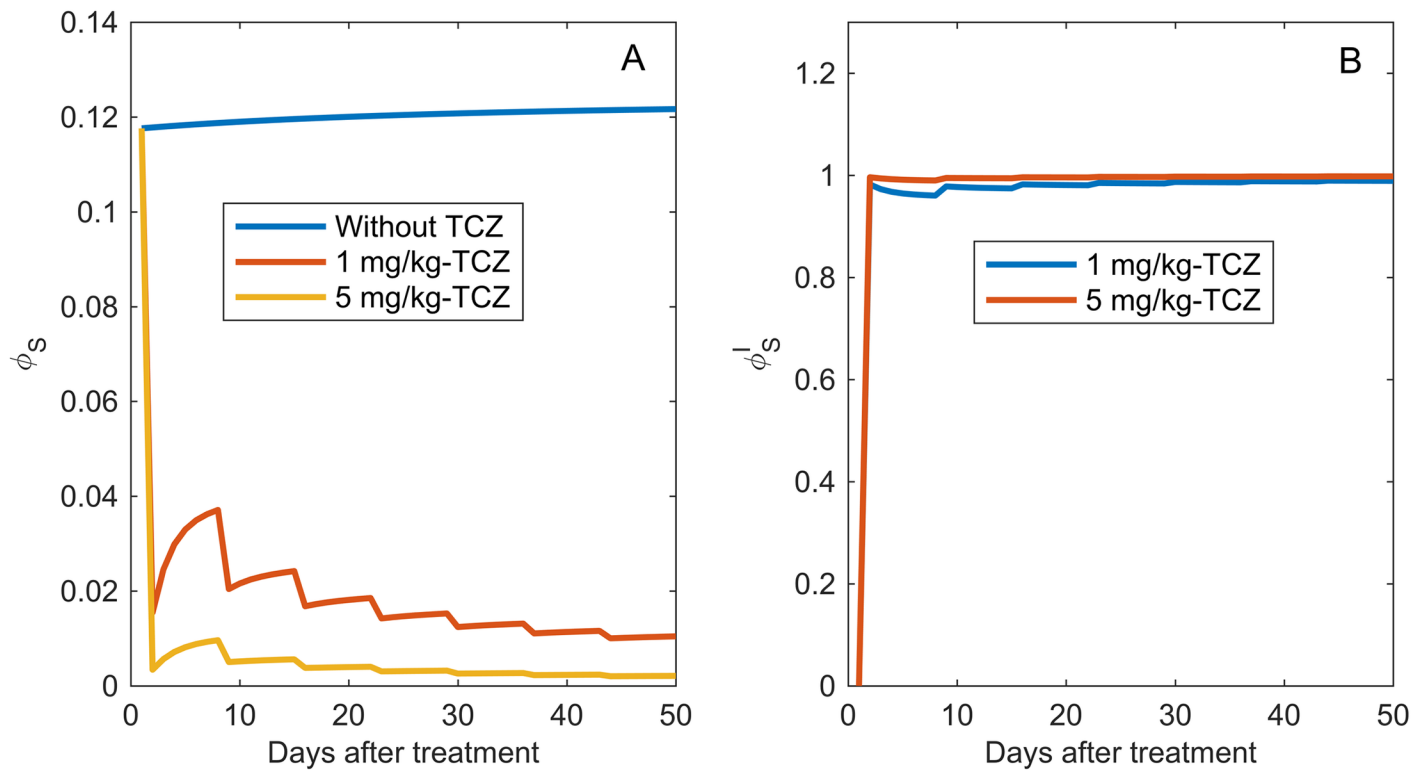 A
0.14
0.12
0.1
0.08
0.06
0.04
0.02
0
ϕS
Without TCZ
1 mg/kg-TCZ
5 mg/kg-TCZ
0 10 20 30 40 50
Days after treatment
B
1.2
1
0.8
0.6
0.4
0.2
0
ϕSI
1 mg/kg-TCZ
5 mg/kg-TCZ
0 10 20 30 40 50
Days after treatment